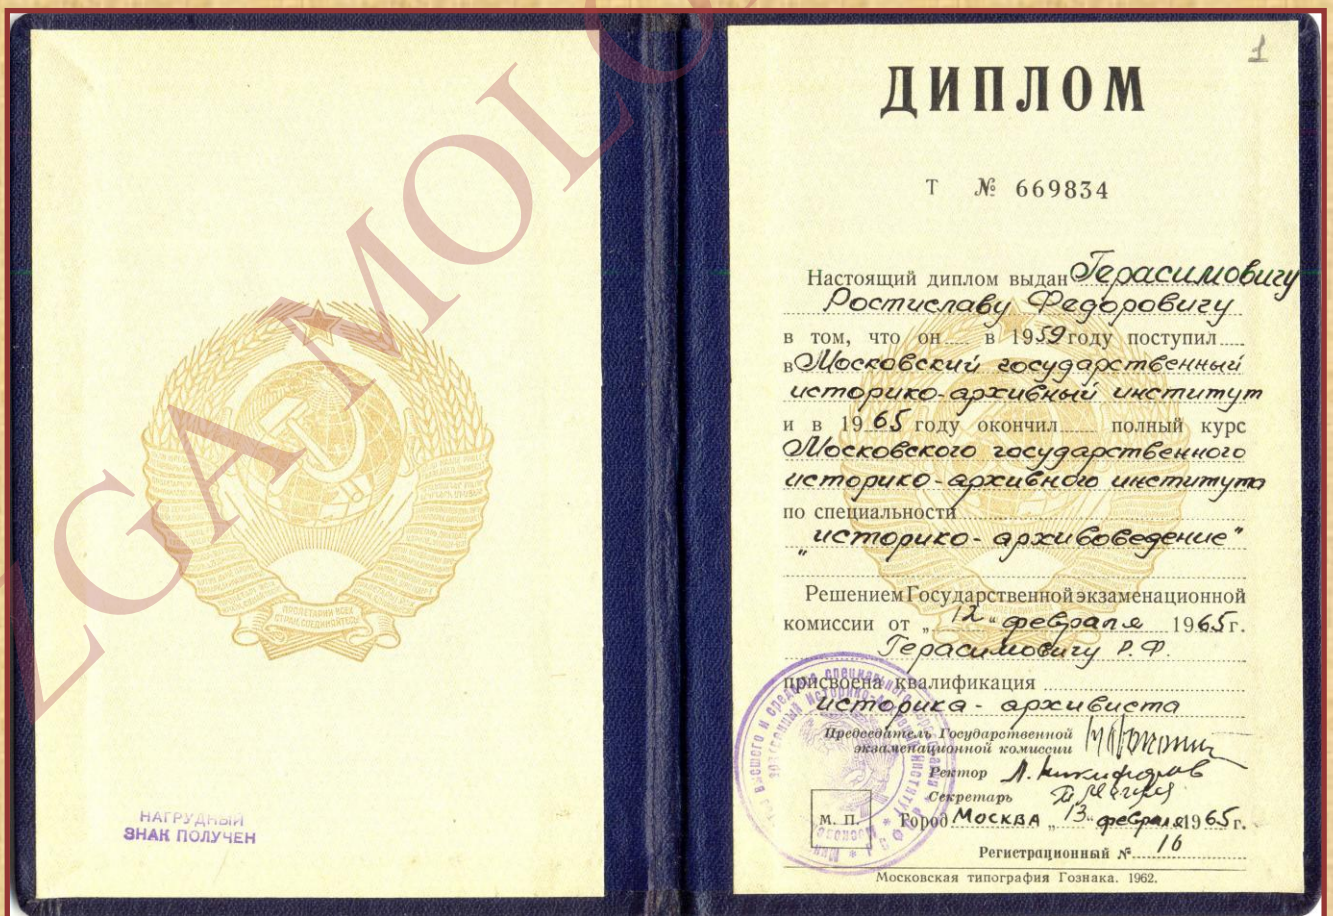 ZGA MOLO
ПРОЛЕТАРИИ ВСЕХ
СТРАН, СОЕДИНЯЙТЕСЬ!
НАГРУДНЫЙ
ЗНАК ПОЛУЧЕН
1
ДИПЛОМ
Т № 669834
Настоящий диплом выдан Герасимовичу
Ростиславу Федоровичу
в том, что он в 1959 году поступил
в Московский государственный
историко-архивный институт
и в 1965 году окончил полный курс
Московского государственного
историко-архивного института
по специальности
"историко-архивоведение"
Решением Государственной экзаменационной
комиссии от „12" февраля 1965 г.
Герасимовичу Р.Ф.
присвоена квалификация
историка-архивиста
Председатель Государственной
экзаменационной комиссии
Ректор Л. Никифоров
Секретарь
М. П. Город Москва „13" февраля 1965 г.
Регистрационный № 16
Московская типография Гознака. 1962.